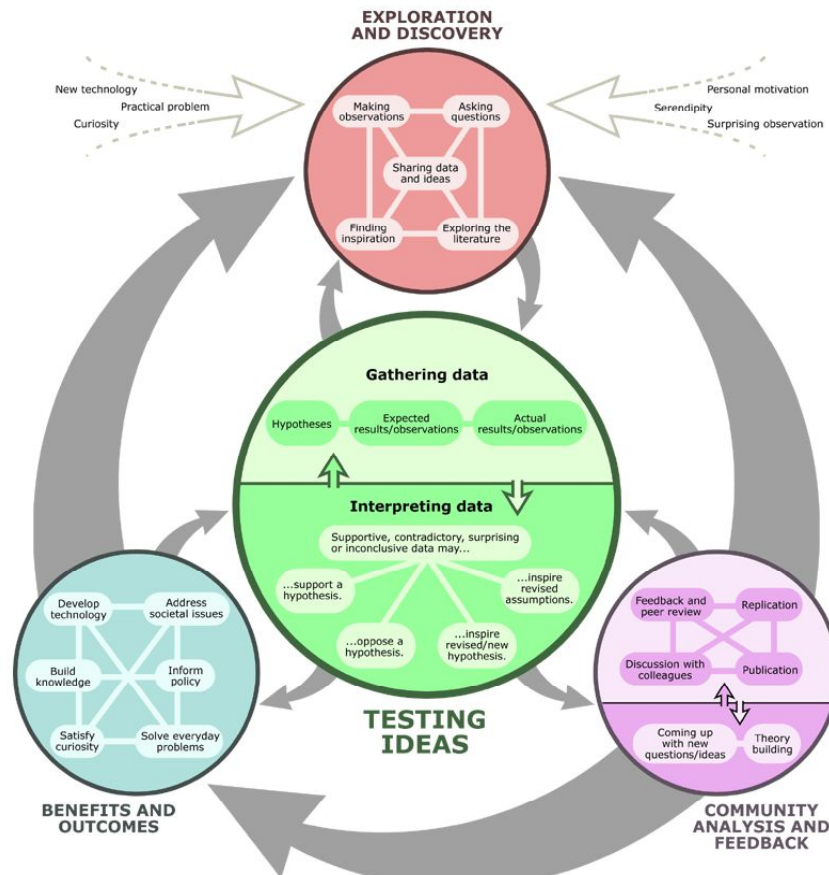 EXPLORATION
AND DISCOVERY
New technology
Practical problem
Curiosity
Personal motivation
Serendipity
Surprising observation
Making
observations
Asking
questions
Sharing data
and ideas
Finding
inspiration
Exploring the
literature
Gathering data
Hypotheses
Expected
results/observations
Actual
results/observations
Interpreting data
Supportive, contradictory, surprising
or inconclusive data may...
...support a
hypothesis.
...inspire
revised
assumptions.
...oppose a
hypothesis.
...inspire
revised/new
hypothesis.
TESTING
IDEAS
Develop
technology
Address
societal issues
Build
knowledge
Inform
policy
Satisfy
curiosity
Solve everyday
problems
BENEFITS AND
OUTCOMES
Feedback and
peer review
Replication
Discussion with
colleagues
Publication
Coming up
with new
questions/ideas
Theory
building
COMMUNITY
ANALYSIS AND
FEEDBACK